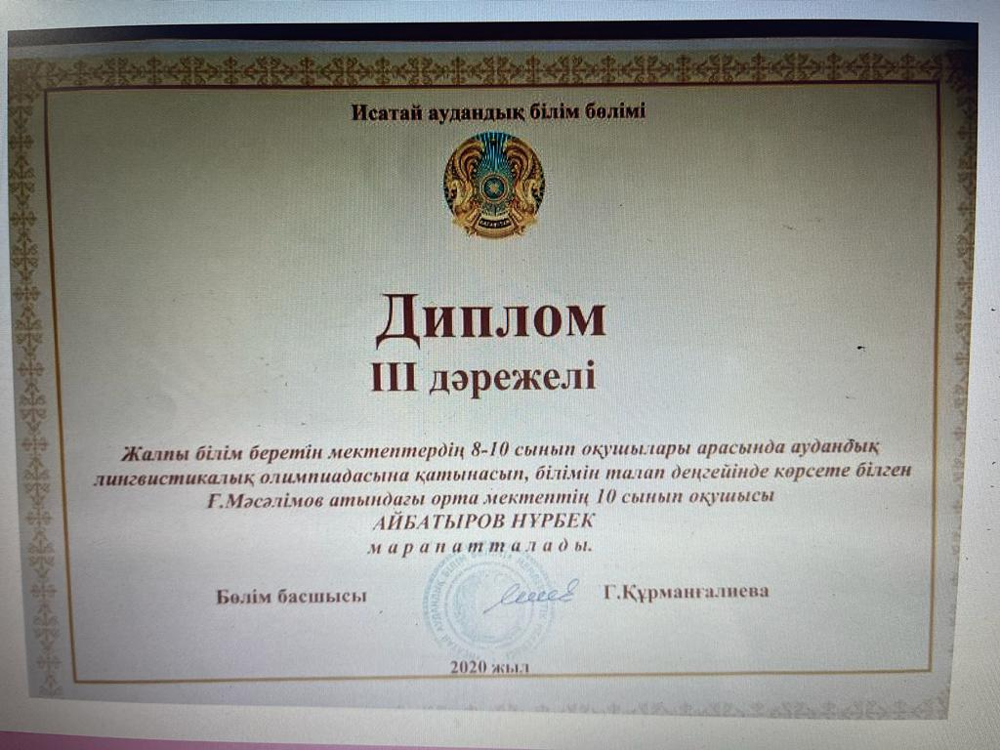 Исатай аудандық білім бөлімі
ҚАЗАҚСТАН
Диплом
III дәрежелі
Жалпы білім беретін мектептердің 8-10 сынып оқушылары арасында аудандық
лингвистикалық олимпиадасына қатынасып, білімін талап деңгейінде көрсете білген
Ғ.Мәсәлімов атындағы орта мектептің 10 сынып оқушысы
АЙБАТЫРОВ НҰРБЕК
марапатталады.
Бөлім басшысы Г.Құрманғалиева
2020 жыл